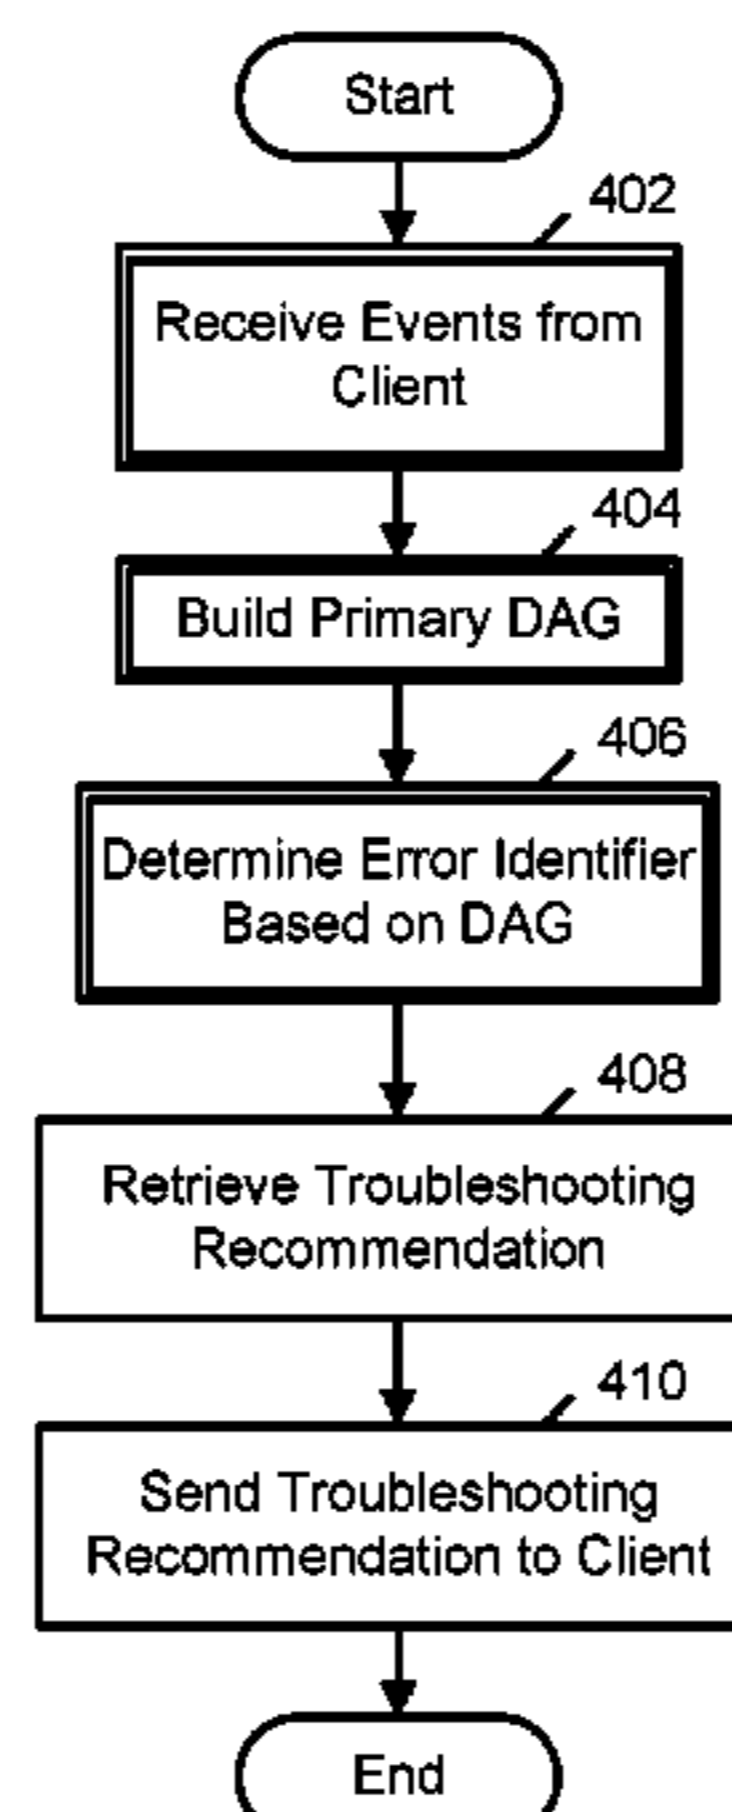 Start
402
Receive Events from
Client
404
Build Primary DAG
406
Determine Error Identifier
Based on DAG
408
Retrieve Troubleshooting
Recommendation
410
Send Troubleshooting
Recommendation to Client
End